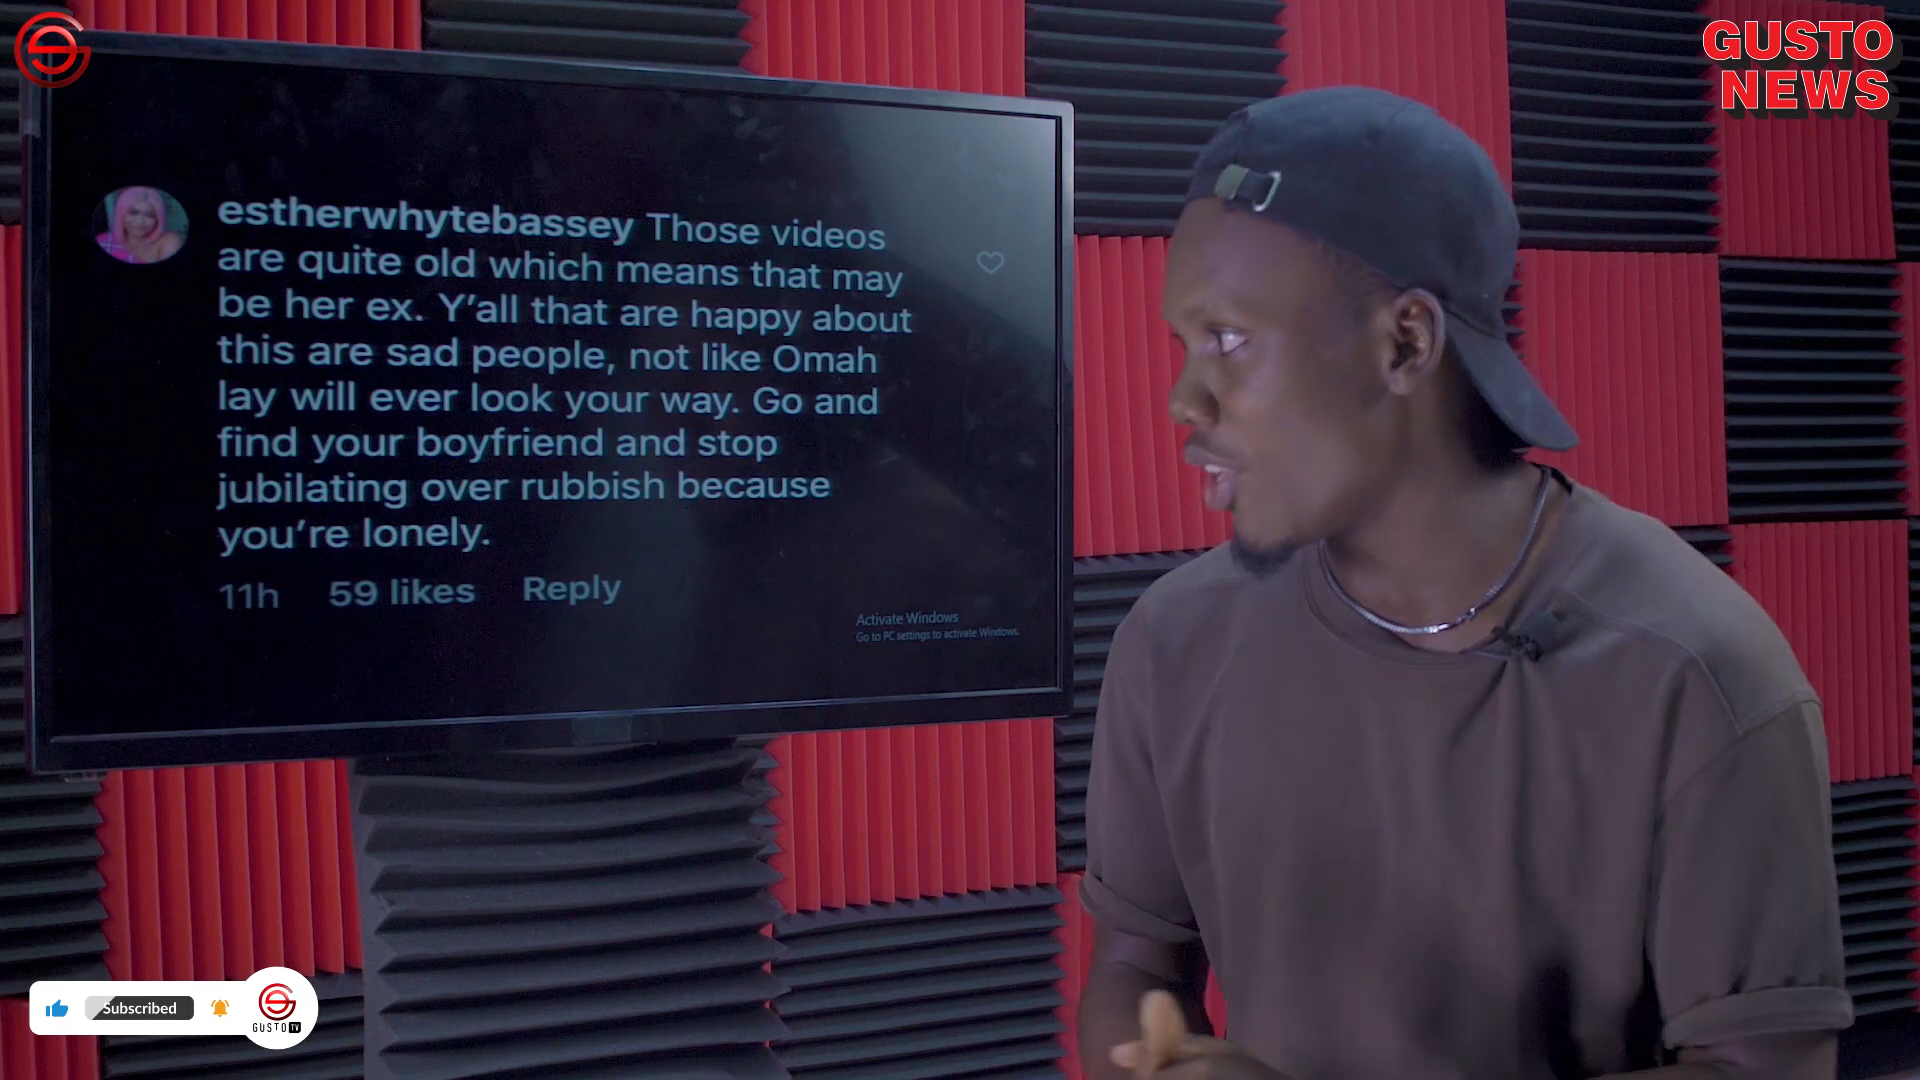 GUSTO
NEWS
estherwhytebassey Those videos
are quite old which means that may
be her ex. Y’all that are happy about
this are sad people, not like Omah
lay will ever look your way. Go and
find your boyfriend and stop
jubilating over rubbish because
you’re lonely.
11h 59 likes Reply
Activate Windows
Go to PC settings to activate Windows.
Subscribed
GUSTO TV